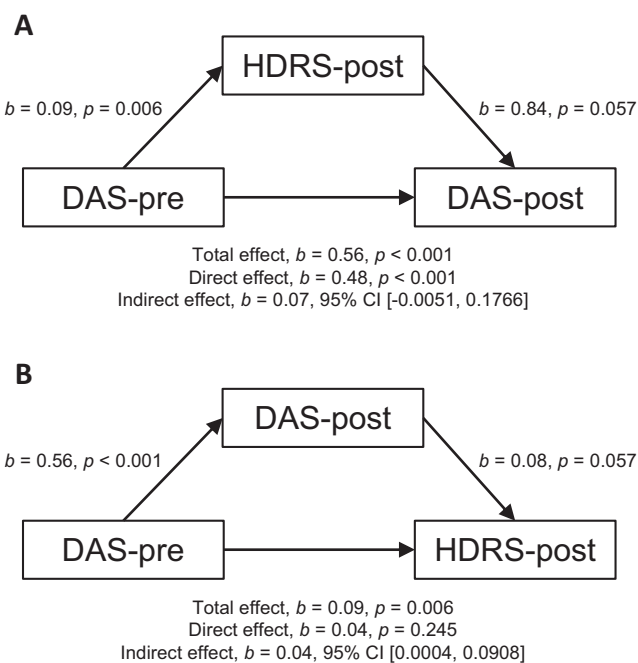 A
HDRS-post
b = 0.09, p = 0.006
b = 0.84, p = 0.057
DAS-pre
DAS-post
Total effect, b = 0.56, p < 0.001
Direct effect, b = 0.48, p < 0.001
Indirect effect, b = 0.07, 95% CI [-0.0051, 0.1766]
B
DAS-post
b = 0.56, p < 0.001
b = 0.08, p = 0.057
DAS-pre
HDRS-post
Total effect, b = 0.09, p = 0.006
Direct effect, b = 0.04, p = 0.245
Indirect effect, b = 0.04, 95% CI [0.0004, 0.0908]